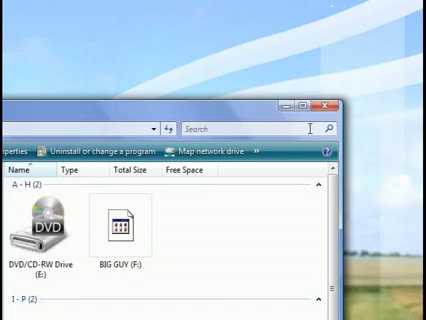 Search
operties Uninstall or change a program Map network drive »
Name Type Total Size Free Space
A - H (2)
DVD
DVD/CD-RW Drive (E:)
BIG GUY (F:)
I - P (2)